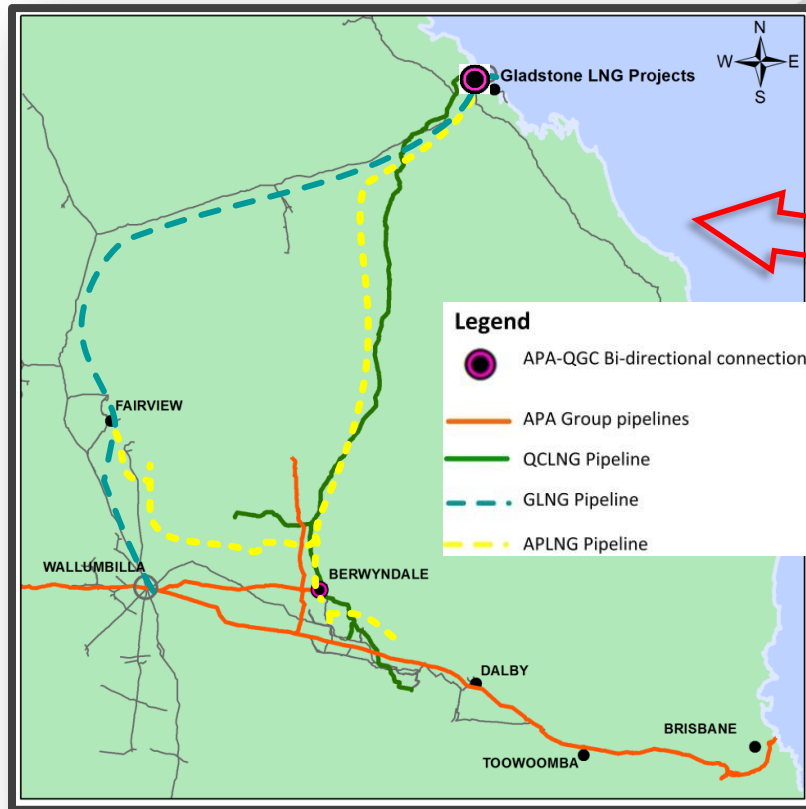 N
W E
S
Gladstone LNG Projects
Legend
APA-QGC Bi-directional connection
APA Group pipelines
QCLNG Pipeline
GLNG Pipeline
APLNG Pipeline
FAIRVIEW
WALLUMBILLA
BERWYNDALE
DALBY
BRISBANE
TOOWOOMBA